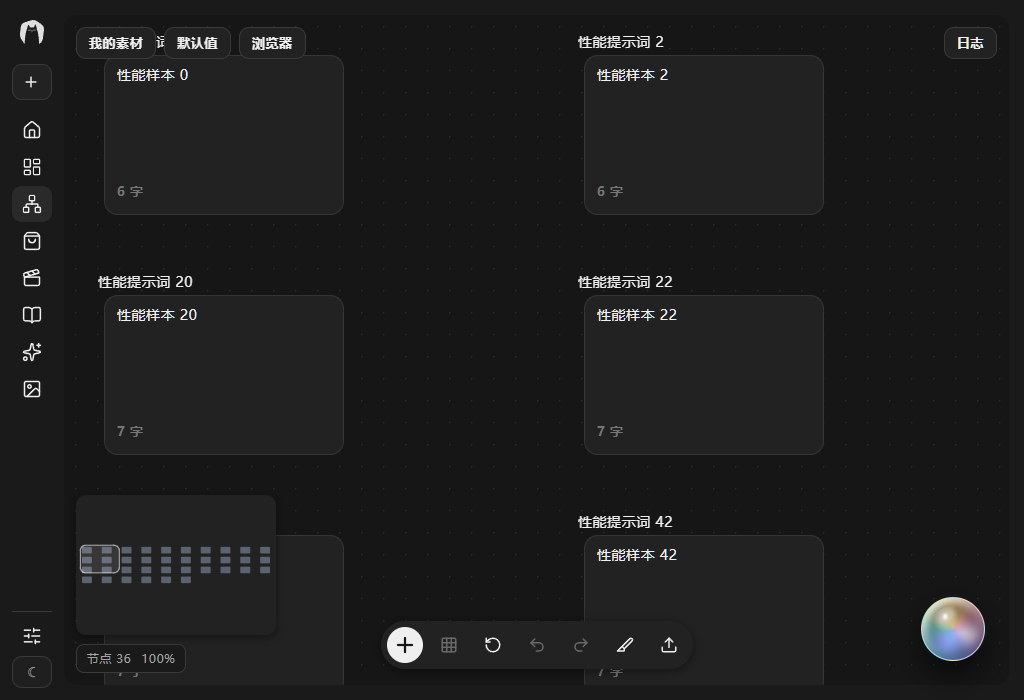 我的素材
词
默认值
浏览器
性能提示词 2
日志
性能样本 0
6 字
性能样本 2
6 字
性能提示词 20
性能样本 20
7 字
性能提示词 22
性能样本 22
7 字
性能提示词 42
性能样本 42
7 字
节点 36 100%